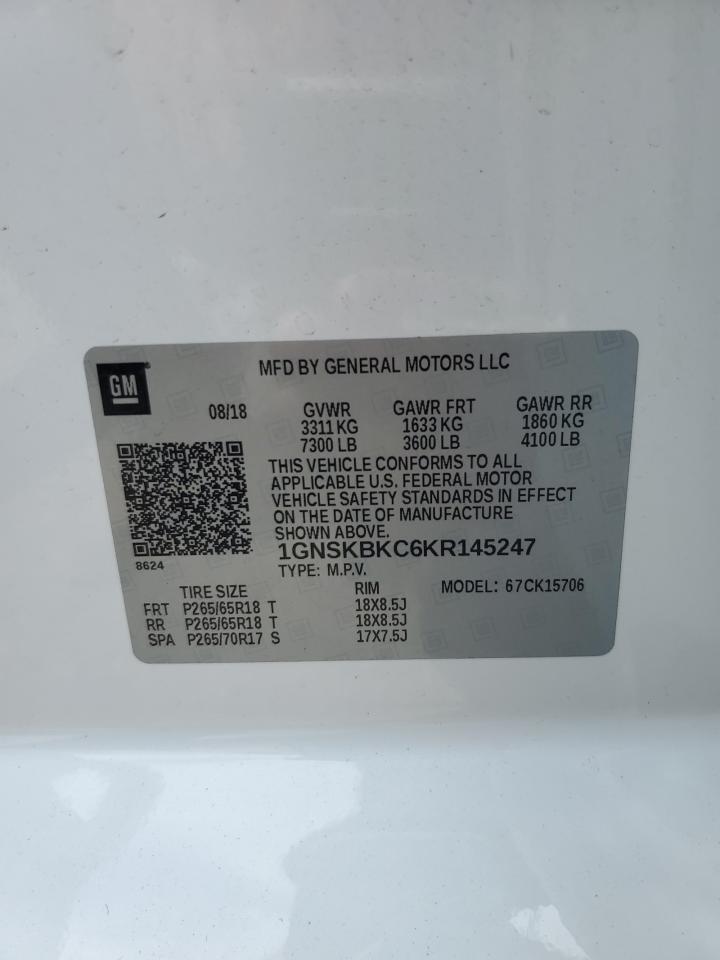 GM
MFD BY GENERAL MOTORS LLC
08/18 GVWR GAWR FRT GAWR RR
3311 KG 1633 KG 1860 KG
7300 LB 3600 LB 4100 LB
THIS VEHICLE CONFORMS TO ALL
APPLICABLE U.S. FEDERAL MOTOR
VEHICLE SAFETY STANDARDS IN EFFECT
ON THE DATE OF MANUFACTURE
SHOWN ABOVE.
1GNSKBKC6KR145247
8624
TYPE: M.P.V. MODEL: 67CK15706
TIRE SIZE RIM
FRT P265/65R18 T 18X8.5J
RR P265/65R18 T 18X8.5J
SPA P265/70R17 S 17X7.5J